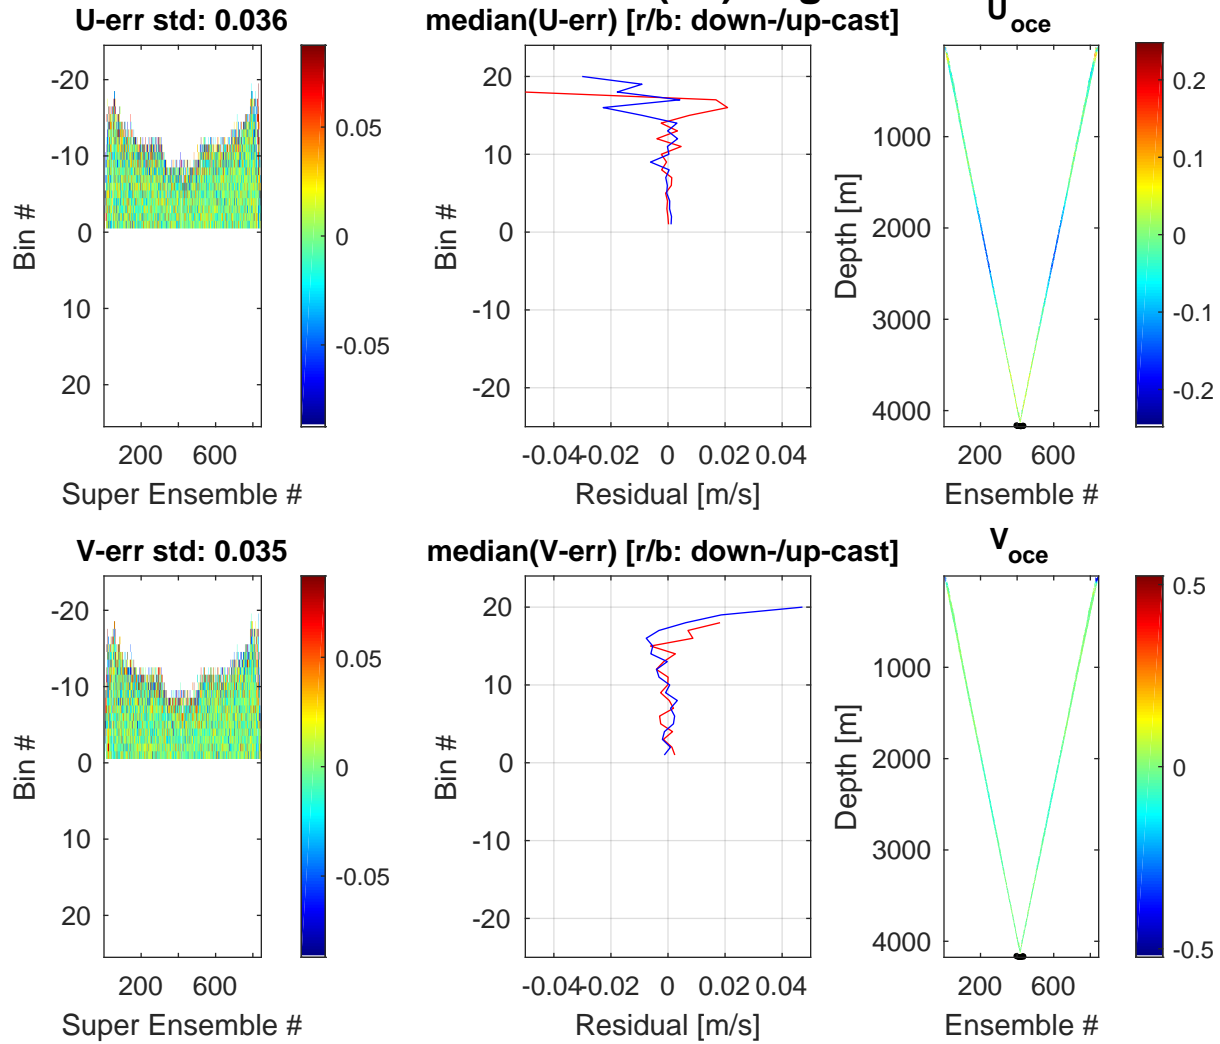 U-err std: 0.036
-20
-10
0
10
20
200 600
Bin #
Super Ensemble #
0.05
0
-0.05
median(U-err) [r/b: down-/up-cast]
20
10
0
-10
-20
-0.04 -0.02 0 0.02 0.04
Bin #
Residual [m/s]
U oce
1000
2000
3000
4000
200 600
Depth [m]
Ensemble #
0.2
0.1
0
-0.1
-0.2
V-err std: 0.035
-20
-10
0
10
20
200 600
Bin #
Super Ensemble #
0.05
0
-0.05
median(V-err) [r/b: down-/up-cast]
20
10
0
-10
-20
-0.04 -0.02 0 0.02 0.04
Bin #
Residual [m/s]
V oce
1000
2000
3000
4000
200 600
Depth [m]
Ensemble #
0.5
0
-0.5